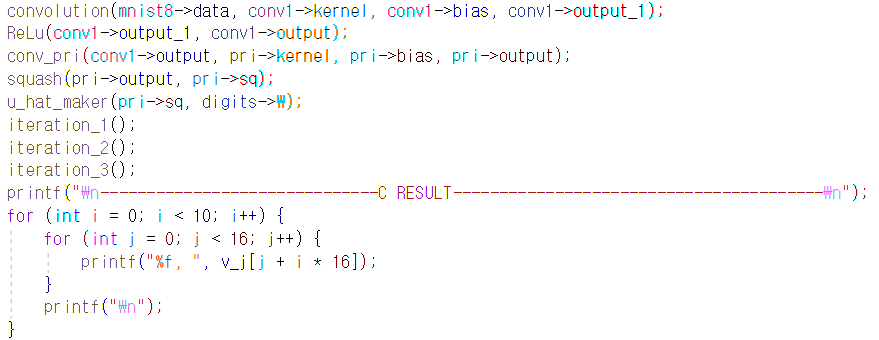 convolution(mnist8->data, conv1->kernel, conv1->bias, conv1->output_1);
ReLu(conv1->output_1, conv1->output);
conv_pri(conv1->output, pri->kernel, pri->bias, pri->output);
squash(pri->output, pri->sq);
u_hat_maker(pri->sq, digits->W);
iteration_1();
iteration_2();
iteration_3();
printf("₩n------------------------------C RESULT----------------------------------------₩n");
for (int i = 0; i < 10; i++) {
    for (int j = 0; j < 16; j++) {
        printf("%f, ", v_j[j + i * 16]);
    }
    printf("₩n");
}